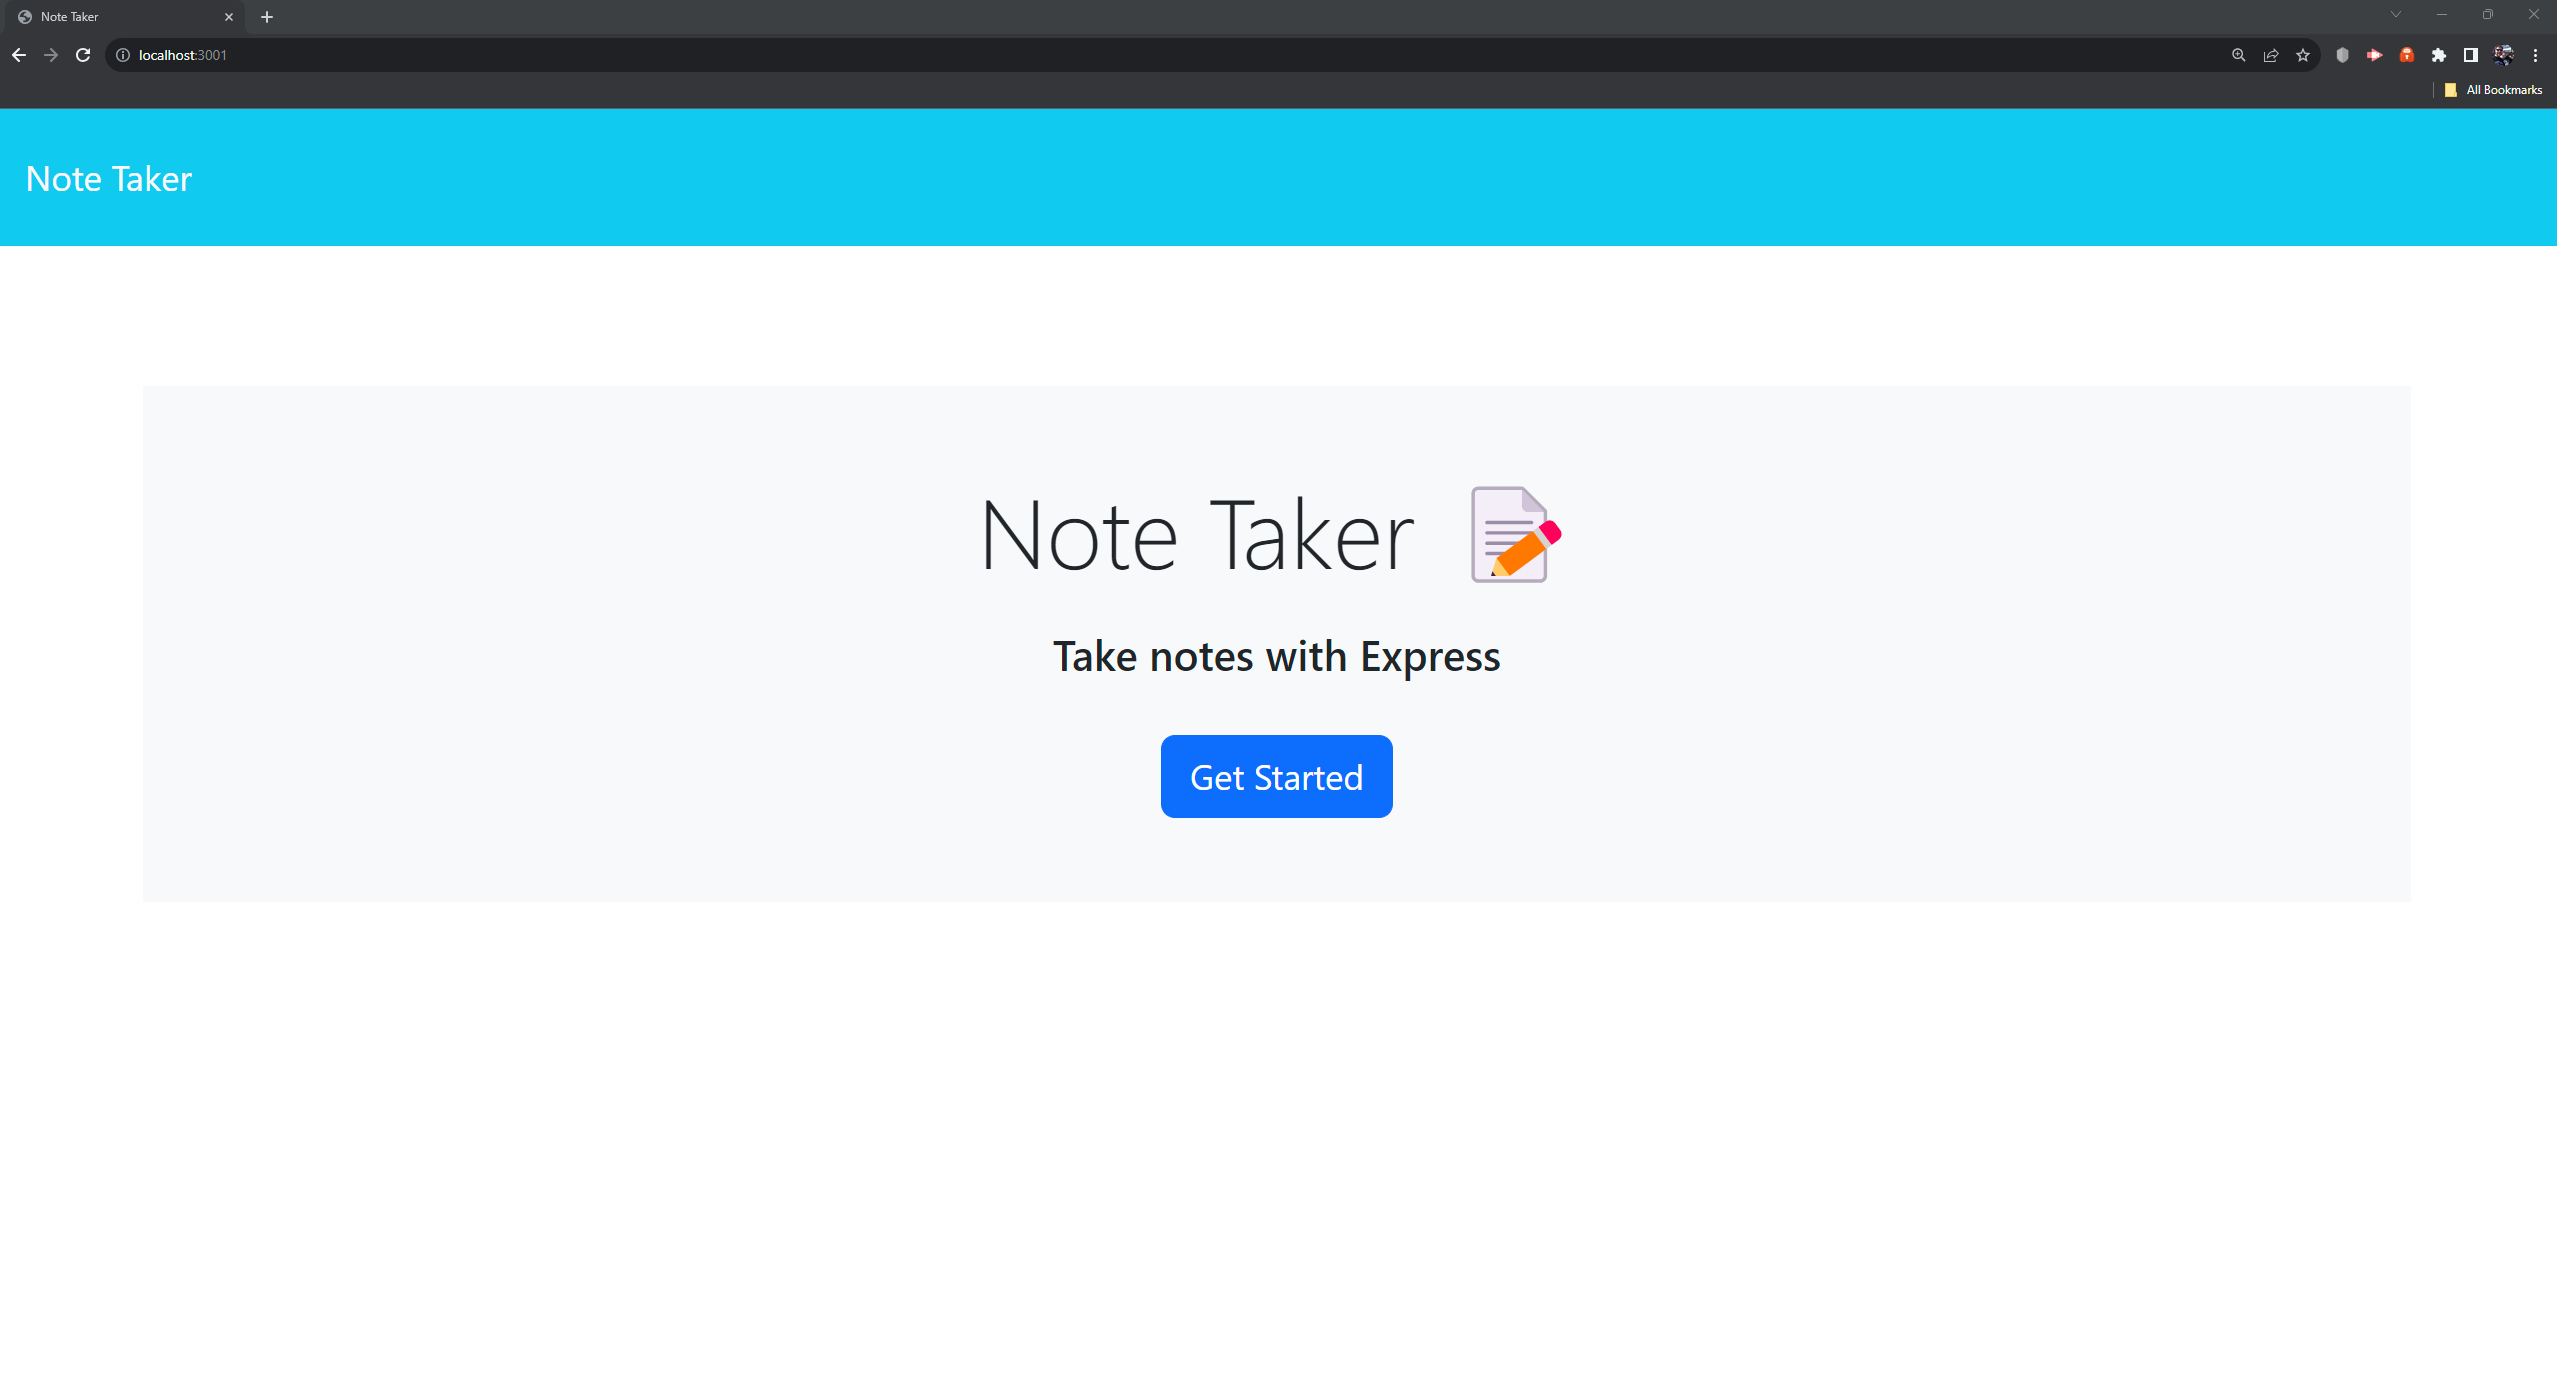 Note Taker
localhost:3001
All Bookmarks
Note Taker
Note Taker
Take notes with Express
Get Started